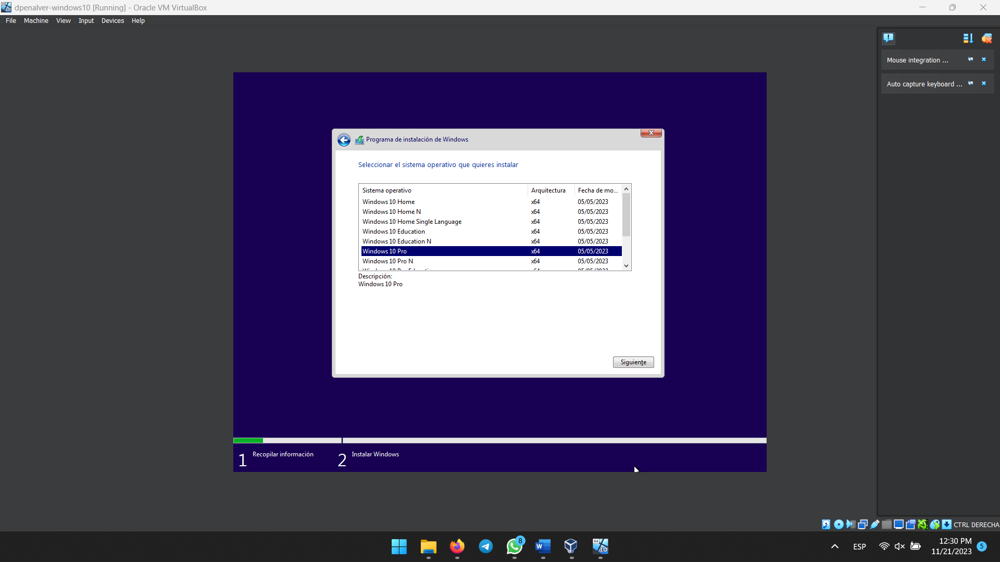 dpenalver-windows10 [Running] - Oracle VM VirtualBox
File Machine View Input Devices Help
Mouse integration ...
Auto capture keyboard ...
Programa de instalación de Windows
Seleccionar el sistema operativo que quieres instalar
Sistema operativo Arquitectura Fecha de mo...
Windows 10 Home x64 05/05/2023
Windows 10 Home N x64 05/05/2023
Windows 10 Home Single Language x64 05/05/2023
Windows 10 Education x64 05/05/2023
Windows 10 Education N x64 05/05/2023
Windows 10 Pro x64 05/05/2023
Windows 10 Pro N x64 05/05/2023
Descripción:
Windows 10 Pro
Siguiente
1 Recopilar información 2 Instalar Windows
CTRL DERECHA
8
64
10
ESP
12:30 PM
11/21/2023
5